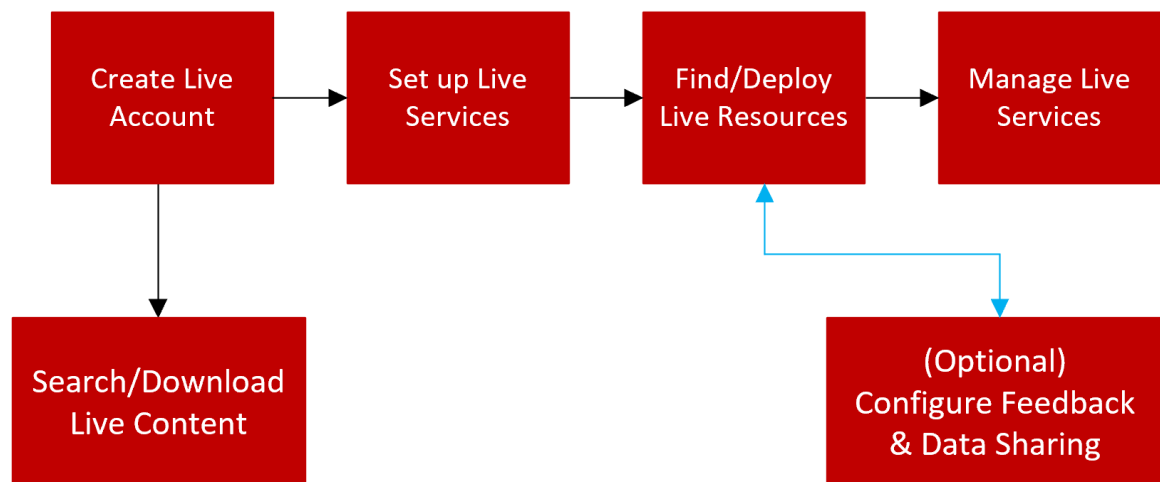 Create Live
Account
Set up Live
Services
Find/Deploy
Live Resources
Manage Live
Services
Search/Download
Live Content
(Optional)
Configure Feedback
& Data Sharing